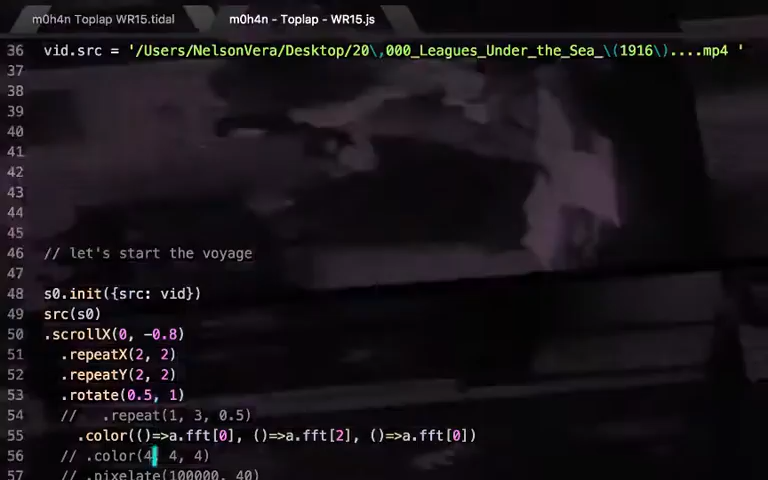 m0h4n Toplap WR15.tidal
m0h4n - Toplap - WR15.js
36 vid.src = '/Users/NelsonVera/Desktop/20\,000_Leagues_Under_the_Sea_\(1916\)....mp4 '
37
38
39
40
41
42
43
44
45
46 // let's start the voyage
47
48 s0.init({src: vid})
49 src(s0)
50 .scrollX(0, -0.8)
51 .repeatX(2, 2)
52 .repeatY(2, 2)
53 .rotate(0.5, 1)
54 // .repeat(1, 3, 0.5)
55 .color(()=>a.fft[0], ()=>a.fft[2], ()=>a.fft[0])
56 // .color(4, 4, 4)
57 // .pixelate(100000, 40)